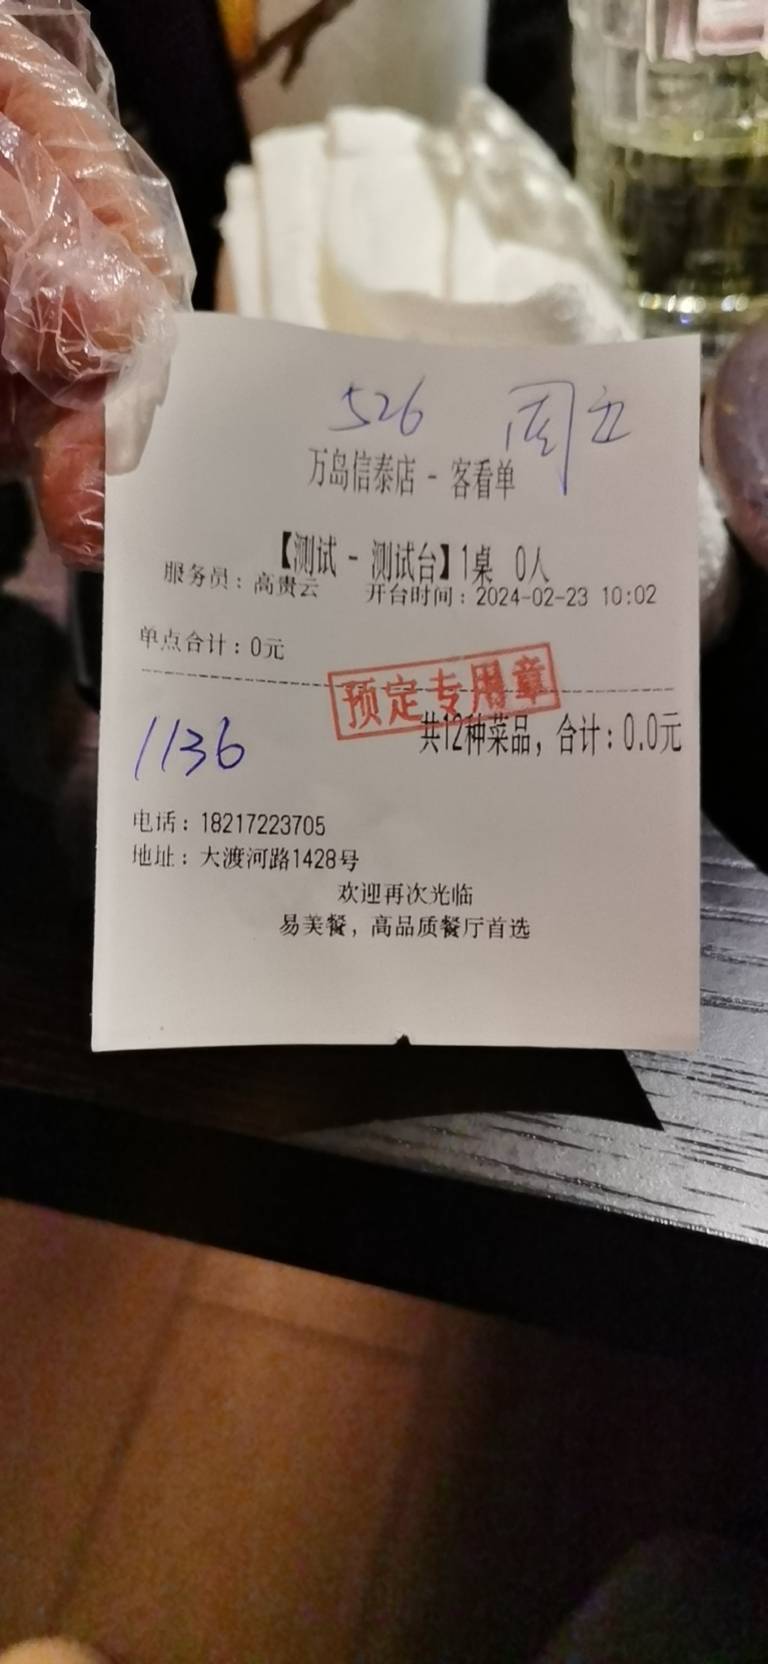 526 周五
万岛信泰店 - 客看单
【测试 - 测试台】1桌 0人
服务员：高贵云 开台时间：2024-02-23 10:02
单点合计：0元
预定专用章
共12种菜品，合计：0.0元
1136
电话：18217223705
地址：大渡河路1428号
欢迎再次光临
易美餐，高品质餐厅首选